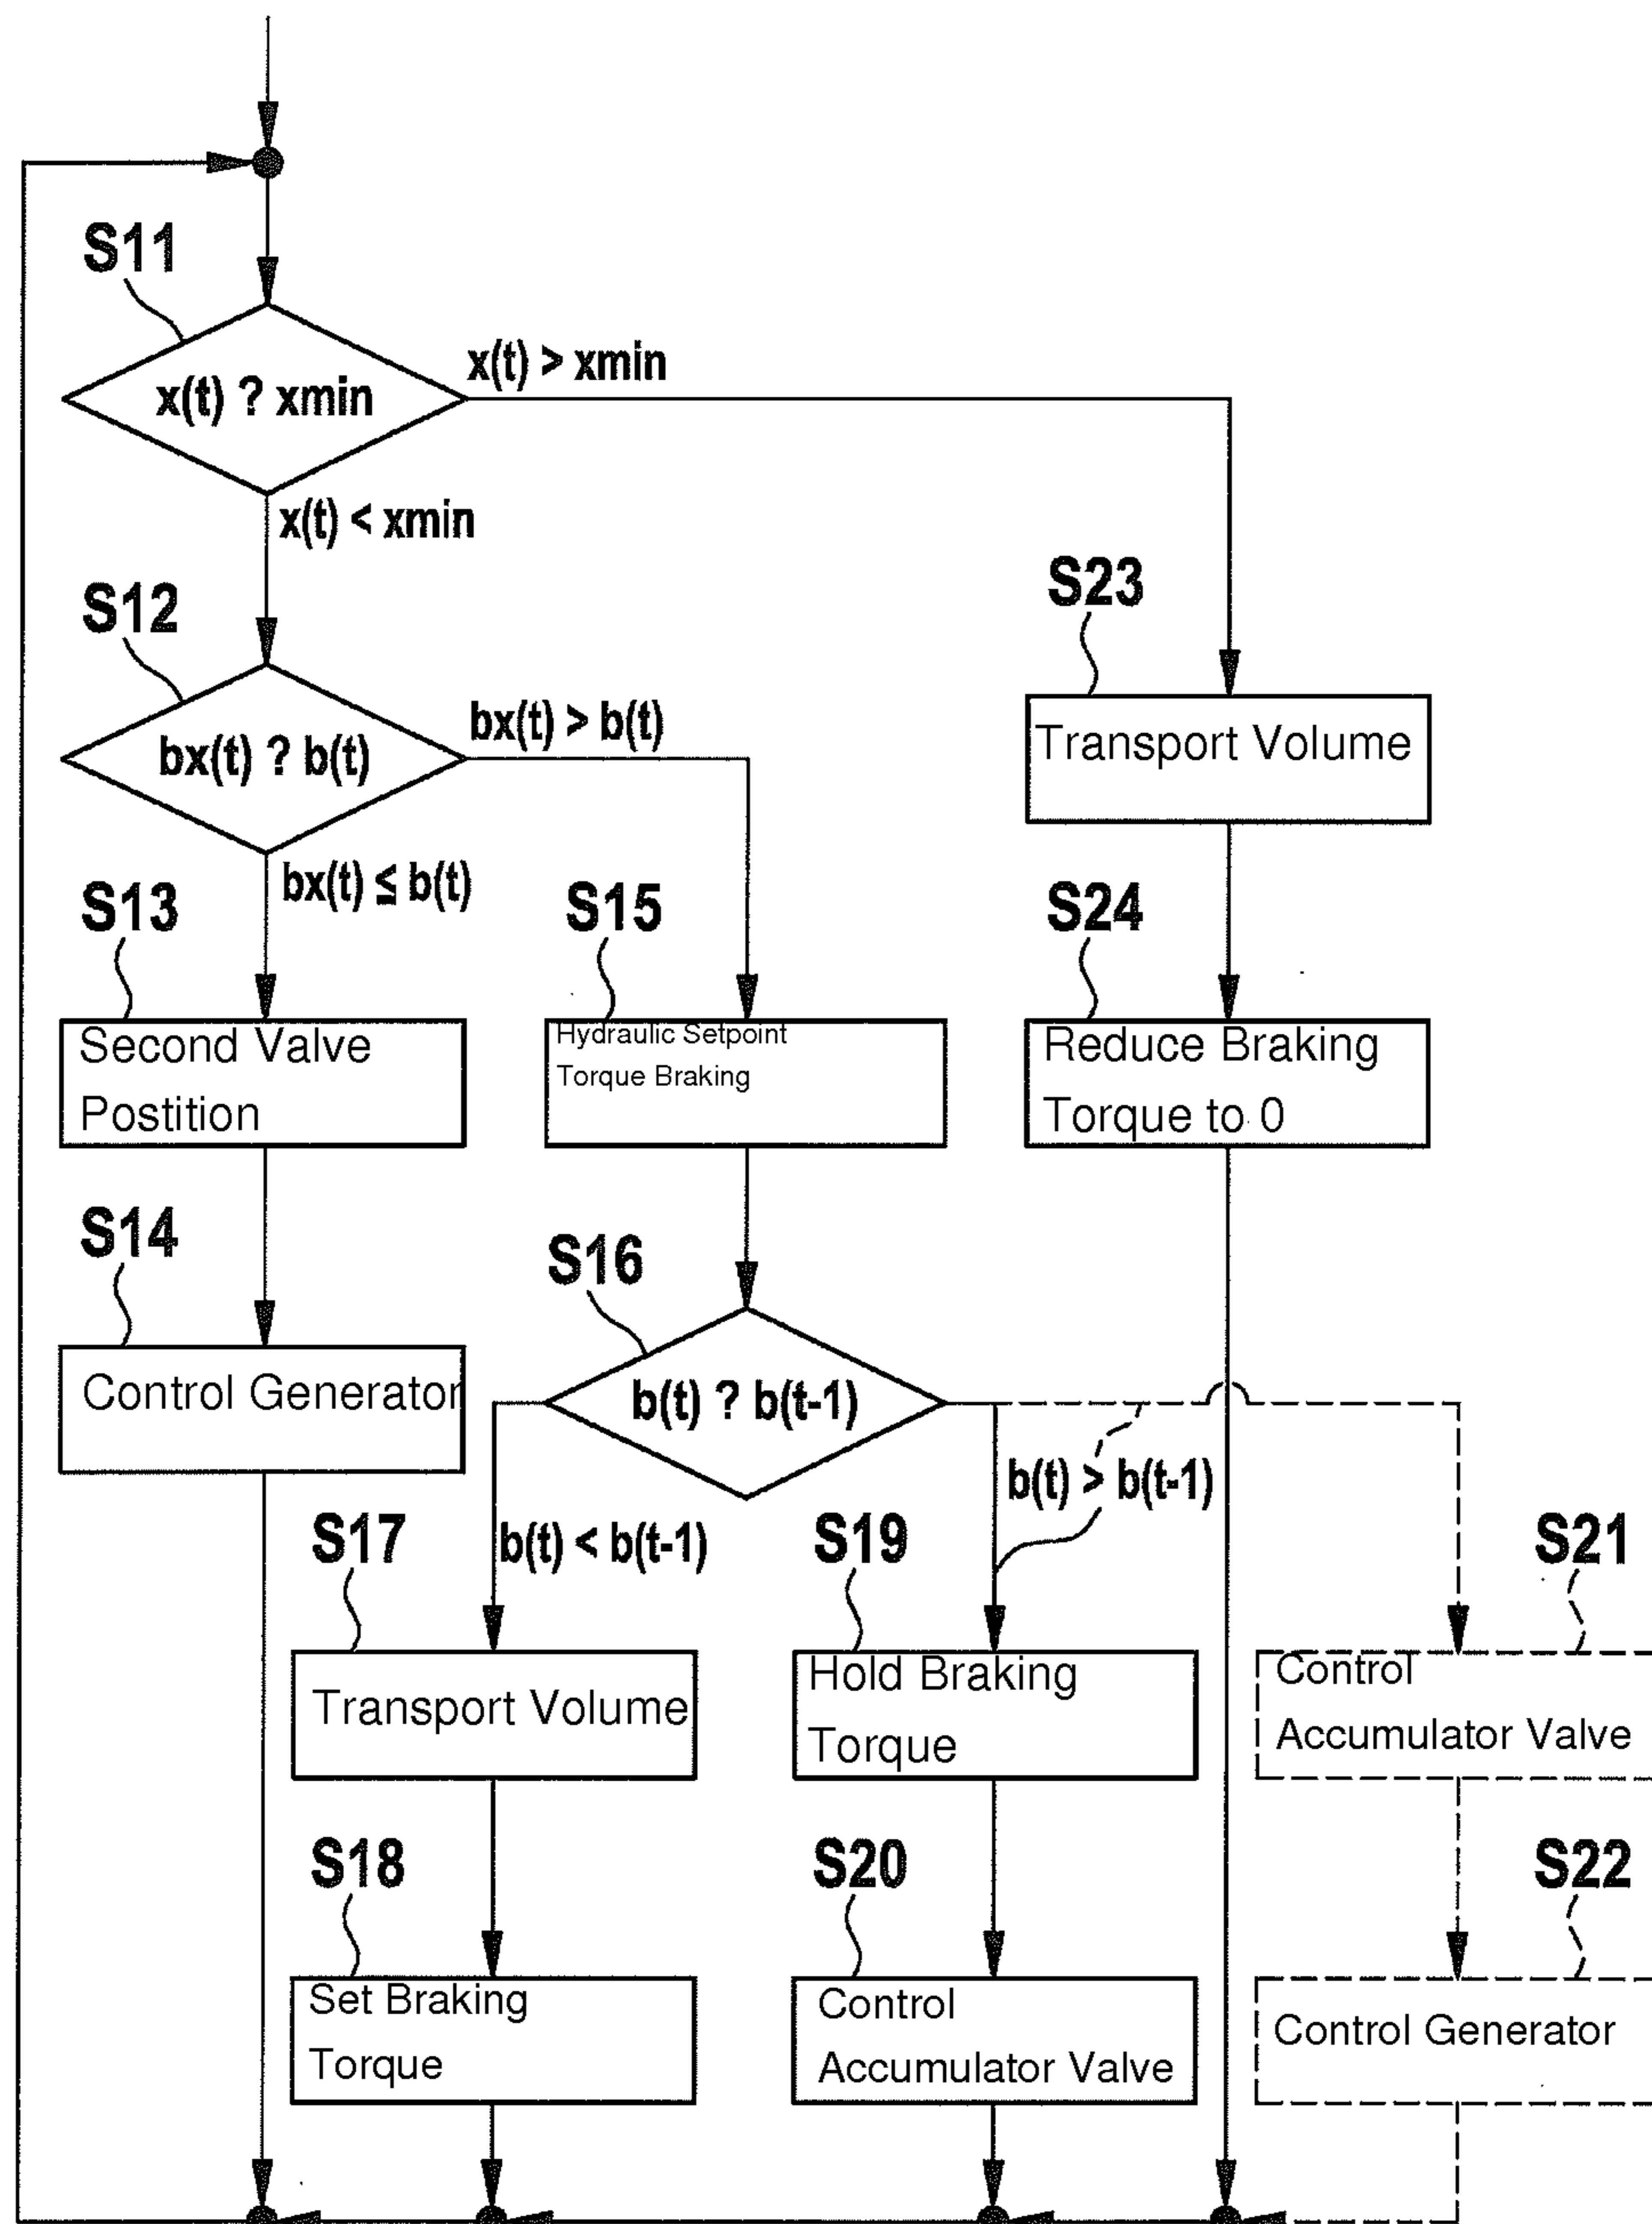 S11
x(t) ? xmin
x(t) > xmin
x(t) < xmin
S12
bx(t) ? b(t)
bx(t) > b(t)
bx(t) ≤ b(t)
S23
Transport Volume
S13
Second Valve
Postition
S15
Hydraulic Setpoint
Torque Braking
S24
Reduce Braking
Torque to 0
S14
Control Generator
S16
b(t) ? b(t-1)
b(t) < b(t-1)
b(t) > b(t-1)
S17
Transport Volume
S19
Hold Braking
Torque
S21
Control
Accumulator Valve
S18
Set Braking
Torque
S20
Control
Accumulator Valve
S22
Control Generator